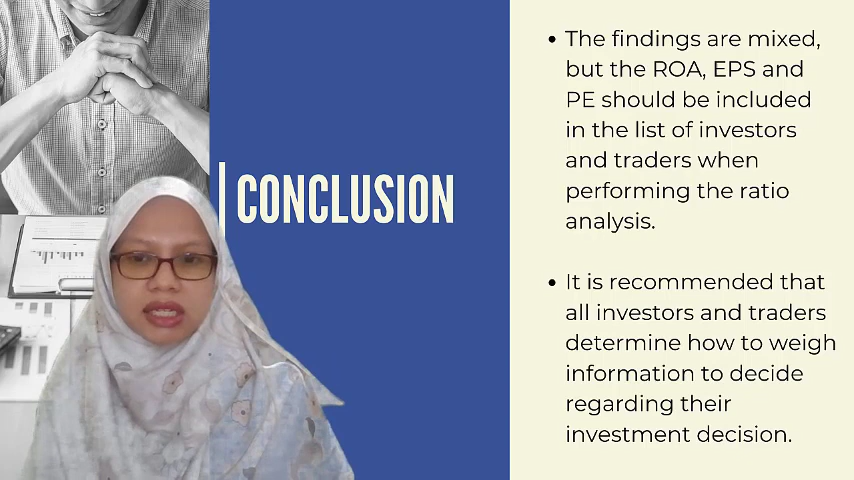 CONCLUSION
• The findings are mixed,
but the ROA, EPS and
PE should be included
in the list of investors
and traders when
performing the ratio
analysis.
• It is recommended that
all investors and traders
determine how to weigh
information to decide
regarding their
investment decision.